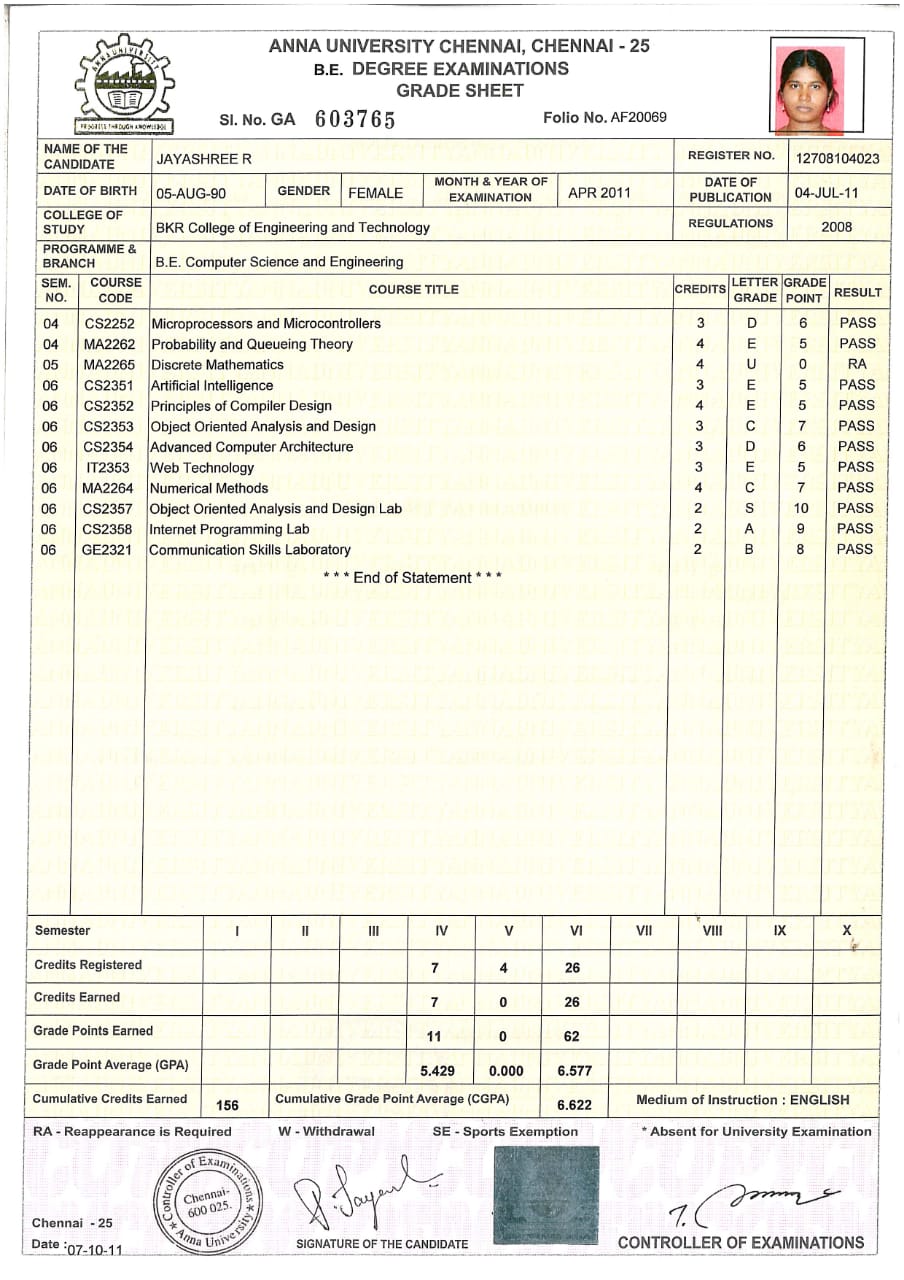 ANNA UNIVERSITY
PROGRESS THROUGH KNOWLEDGE
ANNA UNIVERSITY CHENNAI, CHENNAI - 25
B.E. DEGREE EXAMINATIONS
GRADE SHEET
SI. No. GA 603765 Folio No. AF20069
NAME OF THE CANDIDATE JAYASHREE R REGISTER NO. 12708104023
DATE OF BIRTH 05-AUG-90 GENDER FEMALE MONTH & YEAR OF EXAMINATION APR 2011 DATE OF PUBLICATION 04-JUL-11
COLLEGE OF STUDY BKR College of Engineering and Technology REGULATIONS 2008
PROGRAMME & BRANCH B.E. Computer Science and Engineering
SEM. NO. COURSE CODE COURSE TITLE CREDITS LETTER GRADE GRADE POINT RESULT
04 CS2252 Microprocessors and Microcontrollers 3 D 6 PASS
04 MA2262 Probability and Queueing Theory 4 E 5 PASS
05 MA2265 Discrete Mathematics 4 U 0 RA
06 CS2351 Artificial Intelligence 3 E 5 PASS
06 CS2352 Principles of Compiler Design 4 E 5 PASS
06 CS2353 Object Oriented Analysis and Design 3 C 7 PASS
06 CS2354 Advanced Computer Architecture 3 D 6 PASS
06 IT2353 Web Technology 3 E 5 PASS
06 MA2264 Numerical Methods 4 C 7 PASS
06 CS2357 Object Oriented Analysis and Design Lab 2 S 10 PASS
06 CS2358 Internet Programming Lab 2 A 9 PASS
06 GE2321 Communication Skills Laboratory 2 B 8 PASS
* * * End of Statement * * *
Semester I II III IV V VI VII VIII IX X
Credits Registered 7 4 26
Credits Earned 7 0 26
Grade Points Earned 11 0 62
Grade Point Average (GPA) 5.429 0.000 6.577
Cumulative Credits Earned 156 Cumulative Grade Point Average (CGPA) 6.622 Medium of Instruction : ENGLISH
RA - Reappearance is Required W - Withdrawal SE - Sports Exemption * Absent for University Examination
Controller of Examinations
Chennai-
600 025.
Anna University
Chennai - 25
Date : 07-10-11
SIGNATURE OF THE CANDIDATE
CONTROLLER OF EXAMINATIONS